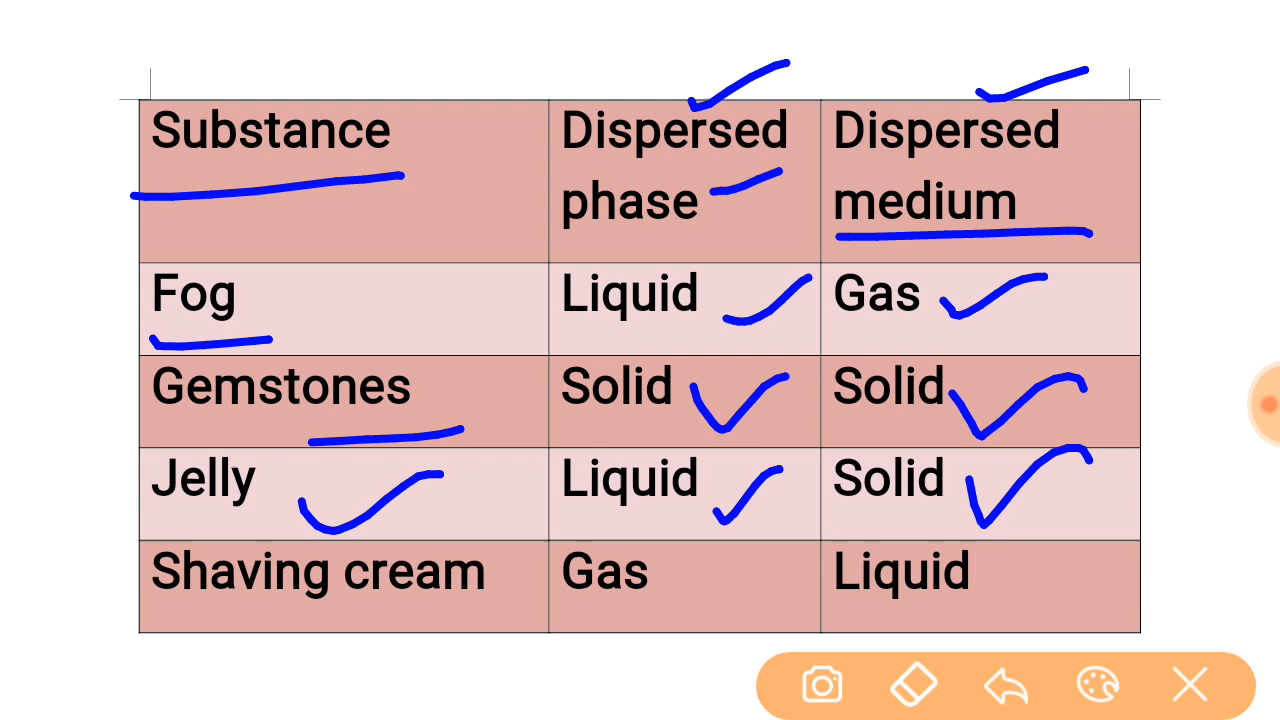 Substance Dispersed phase Dispersed medium
Fog Liquid Gas
Gemstones Solid Solid
Jelly Liquid Solid
Shaving cream Gas Liquid